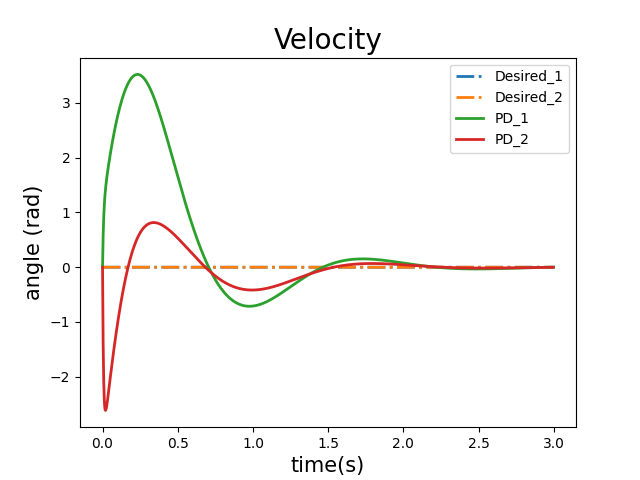 Velocity
Desired_1
Desired_2
PD_1
PD_2
angle (rad)
3
2
1
0
−1
−2
0.0 0.5 1.0 1.5 2.0 2.5 3.0
time(s)